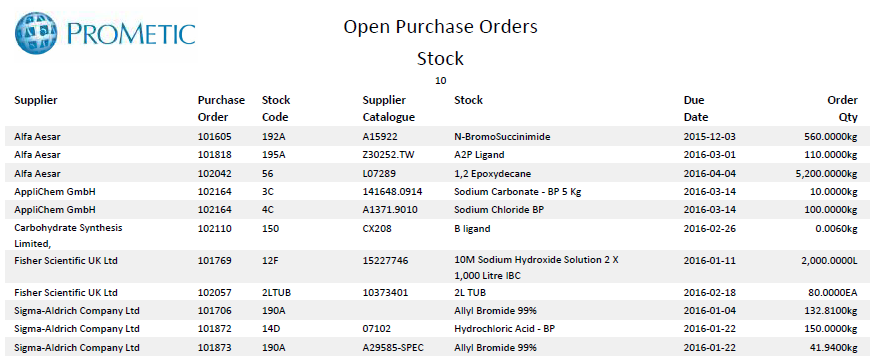 PROMETIC
Open Purchase Orders
Stock
10
Supplier Purchase Stock Supplier Stock Due Order
Order Code Catalogue Date Qty
Alfa Aesar 101605 192A A15922 N-BromoSuccinimide 2015-12-03 560.0000kg
Alfa Aesar 101818 195A Z30252.TW A2P Ligand 2016-03-01 110.0000kg
Alfa Aesar 102042 56 L07289 1,2 Epoxydecane 2016-04-04 5,200.0000kg
AppliChem GmbH 102164 3C 141648.0914 Sodium Carbonate - BP 5 Kg 2016-03-14 10.0000kg
AppliChem GmbH 102164 4C A1371.9010 Sodium Chloride BP 2016-03-14 100.0000kg
Carbohydrate Synthesis 102110 150 CX208 B ligand 2016-02-26 0.0060kg
Limited,
Fisher Scientific UK Ltd 101769 12F 15227746 10M Sodium Hydroxide Solution 2 X 2016-01-11 2,000.0000L
1,000 Litre IBC
Fisher Scientific UK Ltd 102057 2LTUB 10373401 2L TUB 2016-02-18 80.0000EA
Sigma-Aldrich Company Ltd 101706 190A Allyl Bromide 99% 2016-01-04 132.8100kg
Sigma-Aldrich Company Ltd 101872 14D 07102 Hydrochloric Acid - BP 2016-01-22 150.0000kg
Sigma-Aldrich Company Ltd 101873 190A A29585-SPEC Allyl Bromide 99% 2016-01-22 41.9400kg